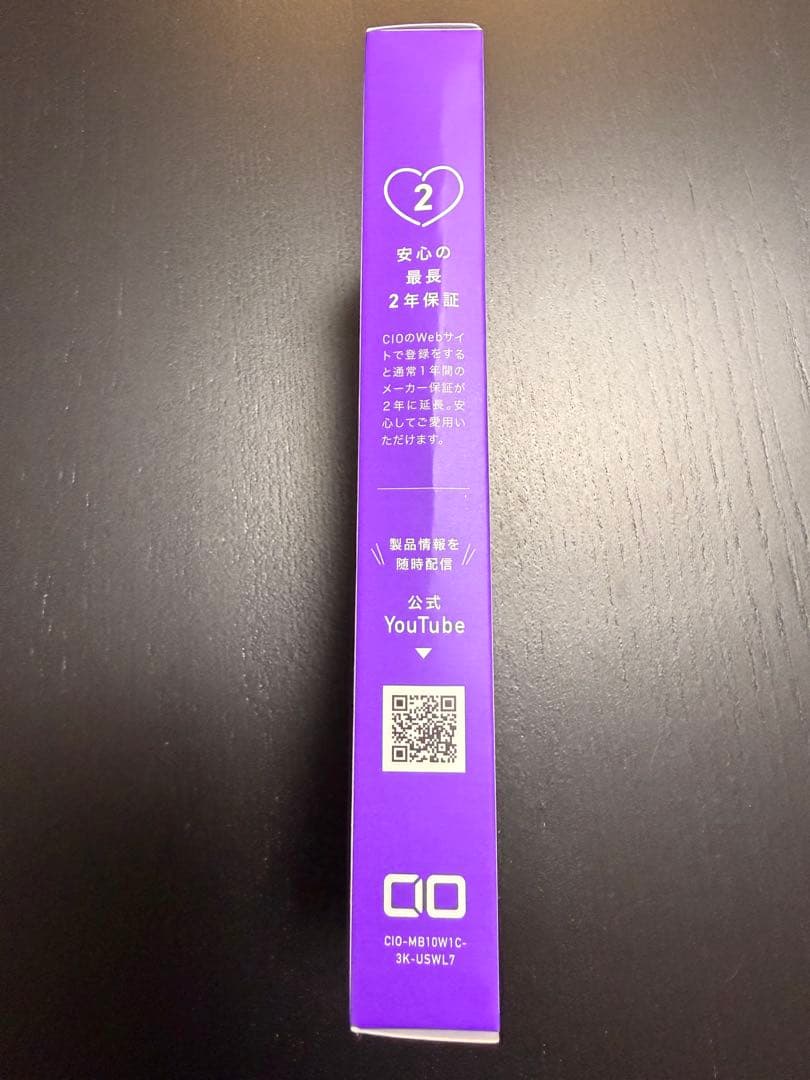 2
安心の
最長
2年保証
CIOのWebサイ
トで登録をする
と通常1年間の
メーカー保証が
2年に延長。安
心してご愛用い
ただけます。
製品情報を
随時配信
公式
YouTube
CIO
CIO-MB10W1C-
3K-USWL7